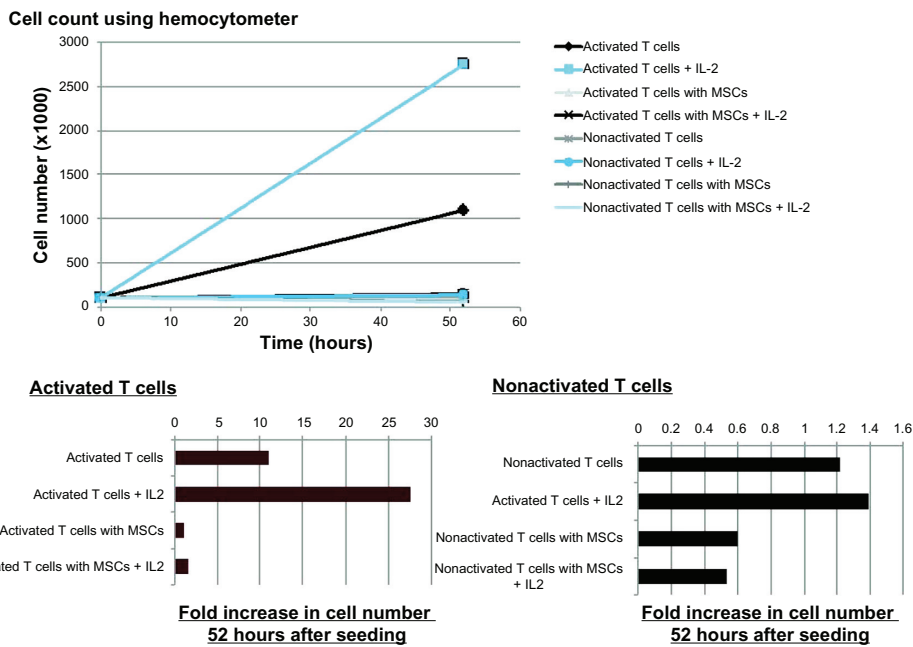 Cell count using hemocytometer
3000
2500
2000
1500
1000
500
0
Cell number (x1000)
0 10 20 30 40 50 60
Time (hours)
Activated T cells
Activated T cells + IL-2
Activated T cells with MSCs
Activated T cells with MSCs + IL-2
Nonactivated T cells
Nonactivated T cells + IL-2
Nonactivated T cells with MSCs
Nonactivated T cells with MSCs + IL-2
Activated T cells
0 5 10 15 20 25 30
Activated T cells
Activated T cells + IL2
Activated T cells with MSCs
T cells with MSCs + IL2
Fold increase in cell number
52 hours after seeding
Nonactivated T cells
0 0.2 0.4 0.6 0.8 1 1.2 1.4 1.6
Nonactivated T cells
Activated T cells + IL2
Nonactivated T cells with MSCs
Nonactivated T cells with MSCs
+ IL2
Fold increase in cell number
52 hours after seeding